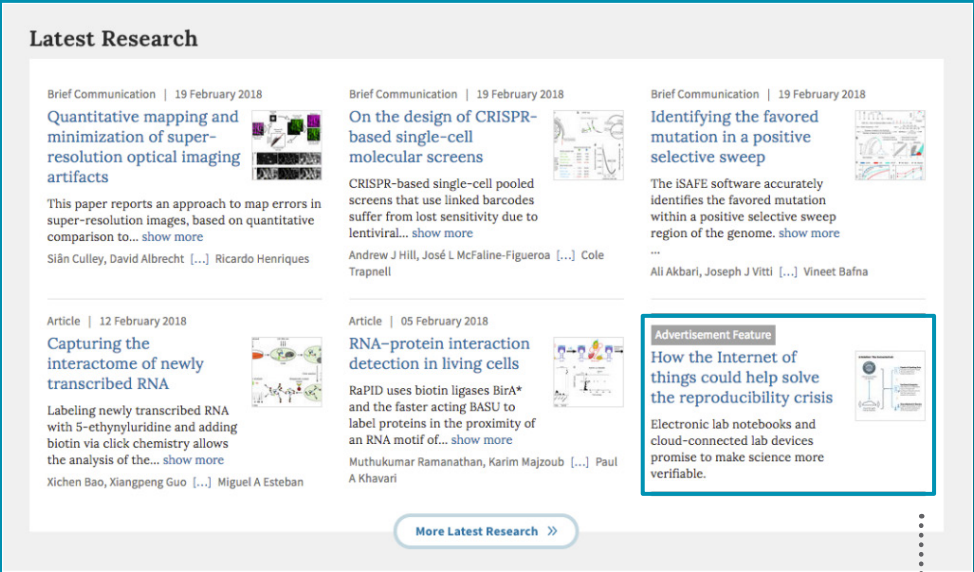 Latest Research
Brief Communication | 19 February 2018
Quantitative mapping and
minimization of super-
resolution optical imaging
artifacts
This paper reports an approach to map errors in
super-resolution images, based on quantitative
comparison to... show more
Siân Culley, David Albrecht [...] Ricardo Henriques
Brief Communication | 19 February 2018
On the design of CRISPR-
based single-cell
molecular screens
CRISPR-based single-cell pooled
screens that use linked barcodes
suffer from lost sensitivity due to
lentiviral... show more
Andrew J Hill, José L McFaline-Figueroa [...] Cole
Trapnell
Brief Communication | 19 February 2018
Identifying the favored
mutation in a positive
selective sweep
The iSAFE software accurately
identifies the favored mutation
within a positive selective sweep
region of the genome. show more
...
Ali Akbari, Joseph J Vitti [...] Vineet Bafna
Article | 12 February 2018
Capturing the
interactome of newly
transcribed RNA
Labeling newly transcribed RNA
with 5-ethynyluridine and adding
biotin via click chemistry allows
the analysis of the... show more
Xichen Bao, Xiangpeng Guo [...] Miguel A Esteban
Article | 05 February 2018
RNA–protein interaction
detection in living cells
RaPID uses biotin ligases BirA*
and the faster acting BASU to
label proteins in the proximity of
an RNA motif of... show more
Muthukumar Ramanathan, Karim Majzoub [...] Paul
A Khavari
Advertisement Feature
How the Internet of
things could help solve
the reproducibility crisis
Electronic lab notebooks and
cloud-connected lab devices
promise to make science more
verifiable.
More Latest Research »